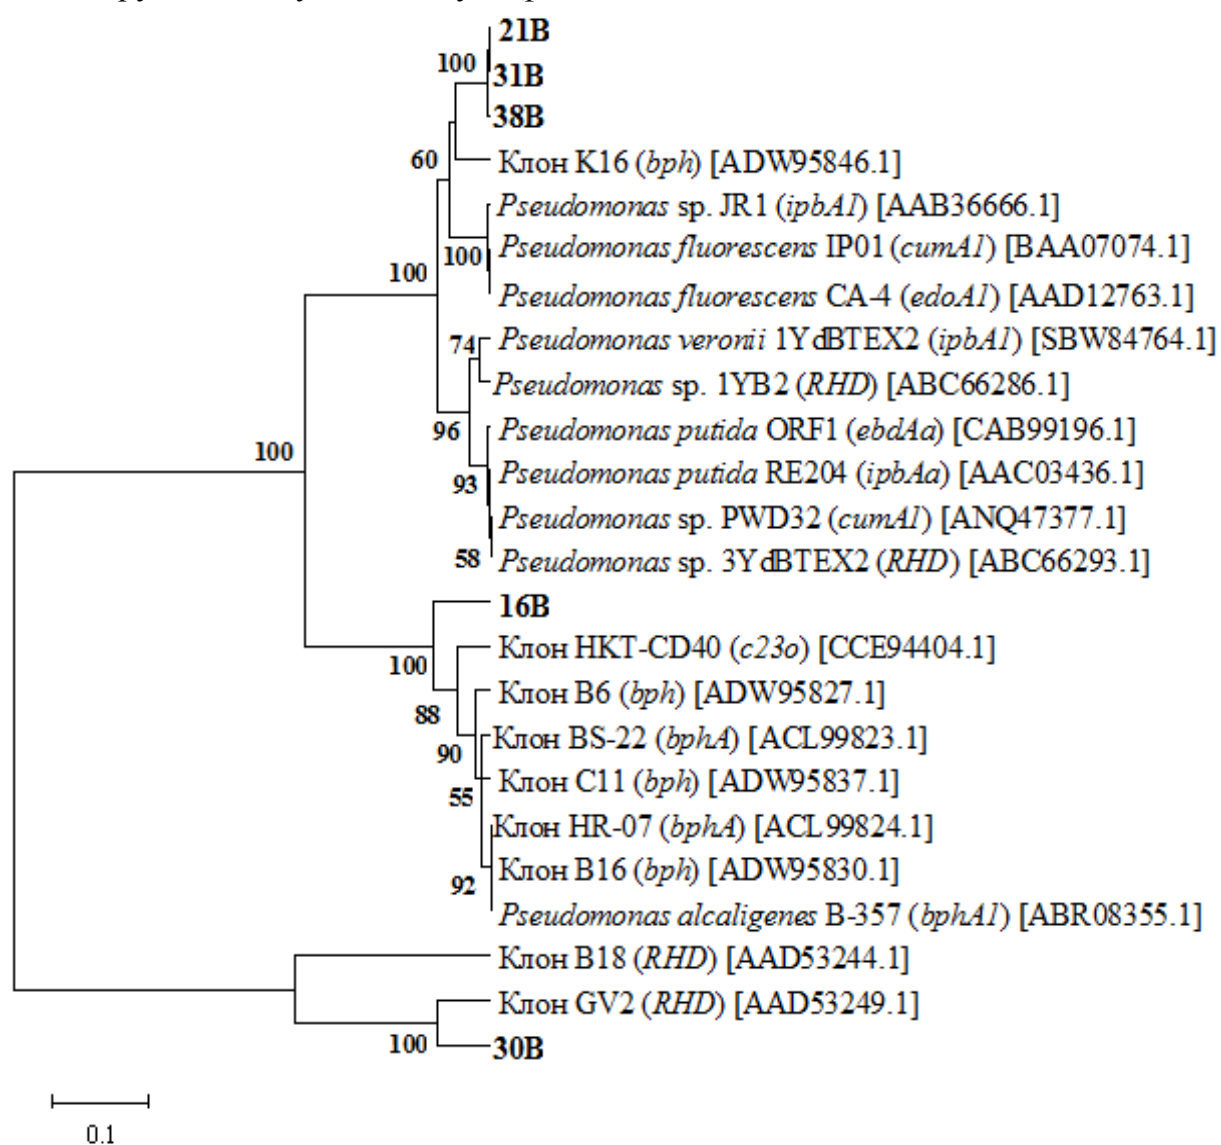 21B
100
31B
38B
60
Клон K16 (bph) [ADW95846.1]
Pseudomonas sp. JR1 (ipbA1) [AAB36666.1]
Pseudomonas fluorescens IP01 (cumA1) [BAA07074.1]
100
100
Pseudomonas fluorescens CA-4 (edoA1) [AAD12763.1]
74
Pseudomonas veronii 1YdBTEX2 (ipbA1) [SBW84764.1]
Pseudomonas sp. 1YB2 (RHD) [ABC66286.1]
96
Pseudomonas putida ORF1 (ebdAa) [CAB99196.1]
100
93
Pseudomonas putida RE204 (ipbAa) [AAC03436.1]
Pseudomonas sp. PWD32 (cumA1) [ANQ47377.1]
58
Pseudomonas sp. 3YdBTEX2 (RHD) [ABC66293.1]
16B
100
Клон HKT-CD40 (c23o) [CCE94404.1]
88
Клон B6 (bph) [ADW95827.1]
90
Клон BS-22 (bphA) [ACL99823.1]
55
Клон C11 (bph) [ADW95837.1]
Клон HR-07 (bphA) [ACL99824.1]
92
Клон B16 (bph) [ADW95830.1]
Pseudomonas alcaligenes B-357 (bphA1) [ABR08355.1]
Клон B18 (RHD) [AAD53244.1]
Клон GV2 (RHD) [AAD53249.1]
100
30B
0.1